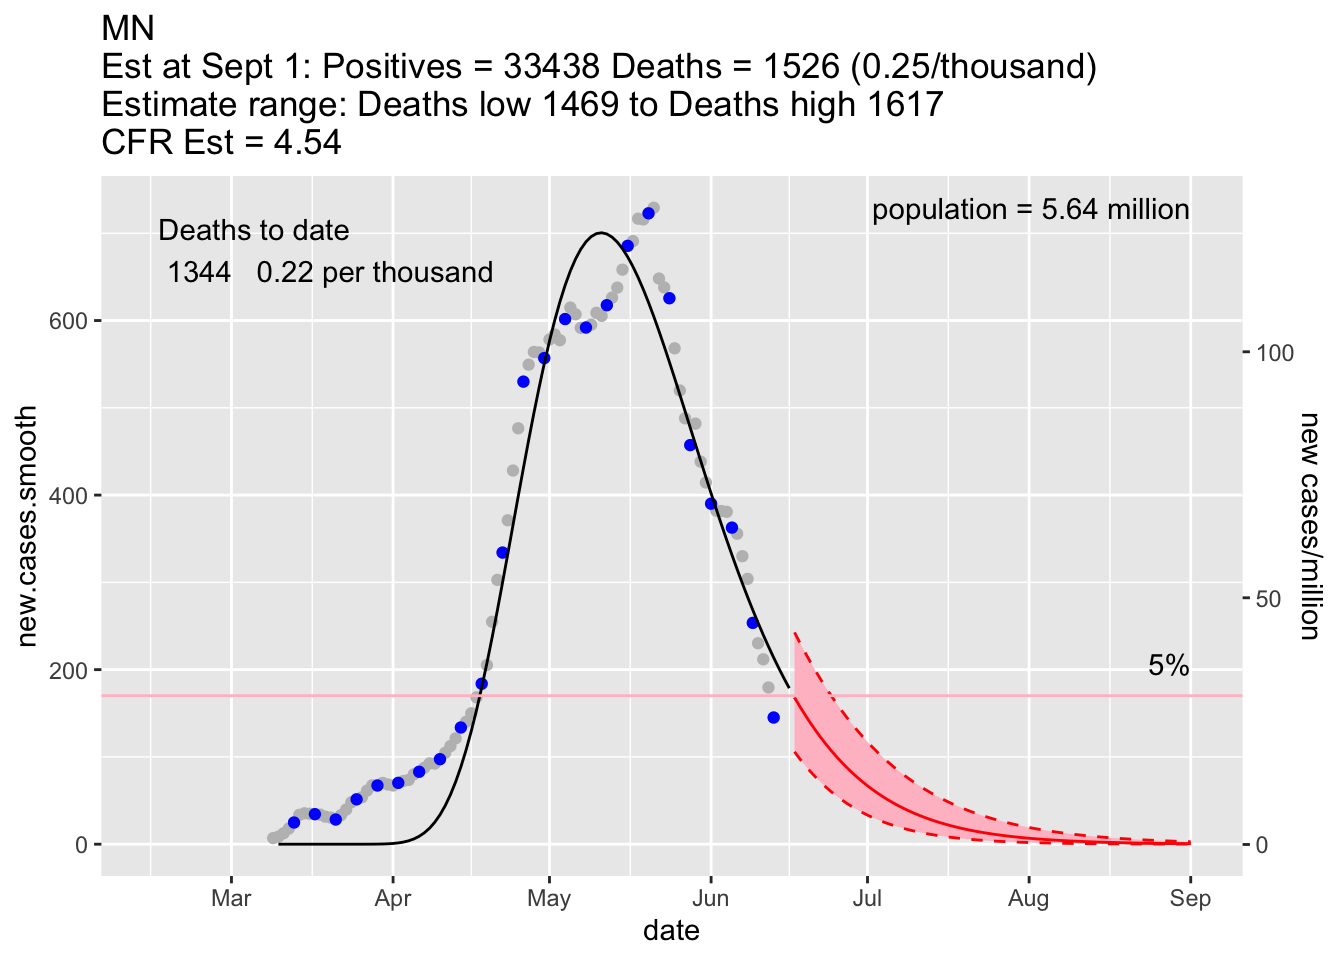 MN
Est at Sept 1: Positives = 33438 Deaths = 1526 (0.25/thousand)
Estimate range: Deaths low 1469 to Deaths high 1617
CFR Est = 4.54
Deaths to date
1344 0.22 per thousand
population = 5.64 million
5%
new.cases.smooth
600
400
200
0
100
50
0
new cases/million
Mar Apr May Jun Jul Aug Sep
date